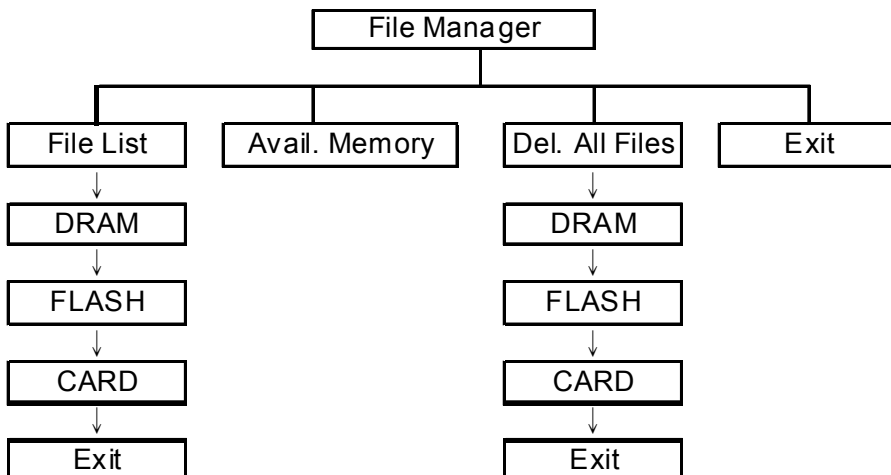 File Manager
File List
Avail. Memory
Del. All Files
Exit
DRAM
DRAM
FLASH
FLASH
CARD
CARD
Exit
Exit